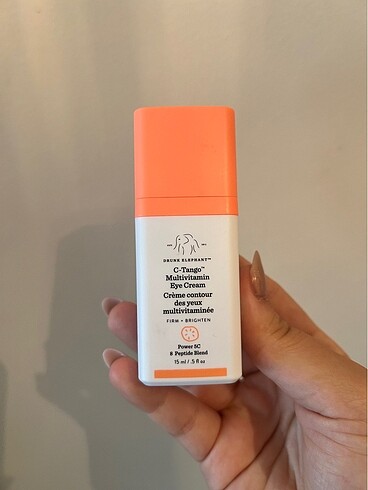 DRUNK ELEPHANT™
C-Tango™
Multivitamin
Eye Cream
Crème contour
des yeux
multivitaminée
FIRM + BRIGHTEN
Power 5C
8 Peptide Blend
15 ml / .5 fl oz